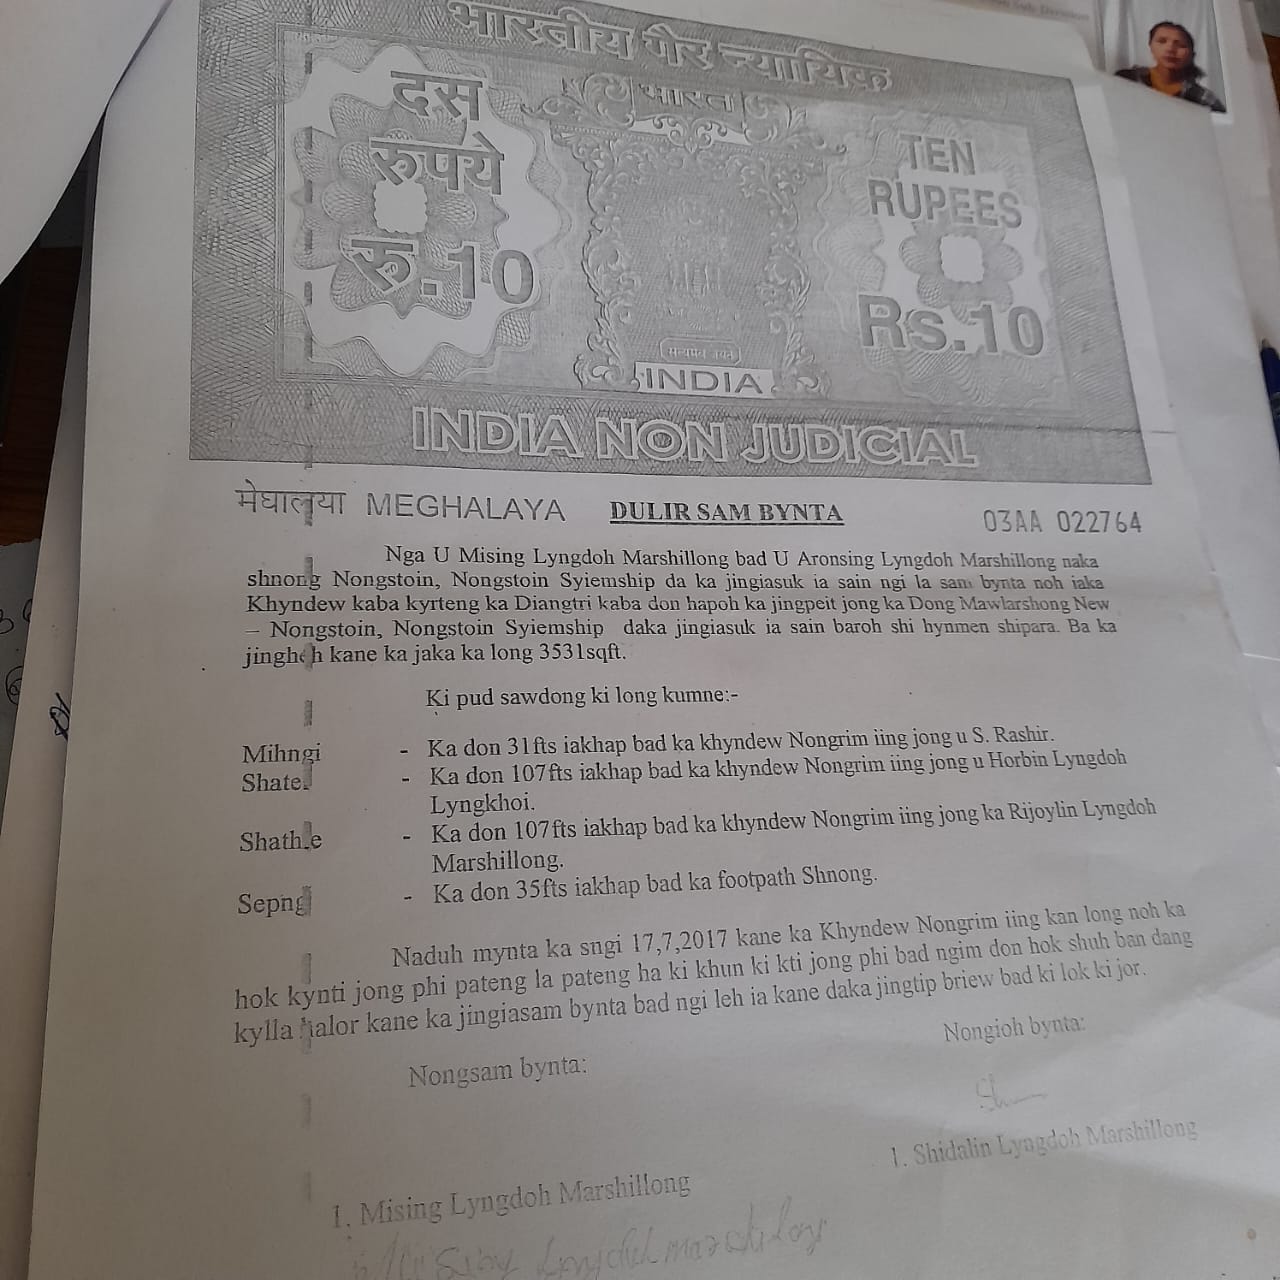 भारतीय गैर न्यायिक
भारत
दस
रुपये
रु.10
TEN
RUPEES
Rs.10
सत्यमेव जयते
INDIA
INDIA NON JUDICIAL
मेघालया MEGHALAYA DULIR SAM BYNTA 03AA 022764
Nga U Mising Lyngdoh Marshillong bad U Aronsing Lyngdoh Marshillong naka
shnong Nongstoin, Nongstoin Syiemship da ka jingiasuk ia sain ngi la sam bynta noh iaka
Khyndew kaba kyrteng ka Diangtri kaba don hapoh ka jingpeit jong ka Dong Mawlarshong New
– Nongstoin, Nongstoin Syiemship daka jingiasuk ia sain baroh shi hynmen shipara. Ba ka
jingheh kane ka jaka ka long 3531sqft.
Ki pud sawdong ki long kumne:-
Mihngi - Ka don 31fts iakhap bad ka khyndew Nongrim iing jong u S. Rashir.
Shatei - Ka don 107fts iakhap bad ka khyndew Nongrim iing jong u Horbin Lyngdoh
Lyngkhoi.
Shathie - Ka don 107fts iakhap bad ka khyndew Nongrim iing jong ka Rijoylin Lyngdoh
Marshillong.
Sepngi - Ka don 35fts iakhap bad ka footpath Shnong.
Naduh mynta ka sngi 17,7,2017 kane ka Khyndew Nongrim iing kan long noh ka
hok kynti jong phi pateng la pateng ha ki khun ki kti jong phi bad ngim don hok shuh ban dang
kylla halor kane ka jingiasam bynta bad ngi leh ia kane daka jingtip briew bad ki lok ki jor.
Nongsam bynta: Nongioh bynta:
1. Shidalin Lyngdoh Marshillong
1. Mising Lyngdoh Marshillong